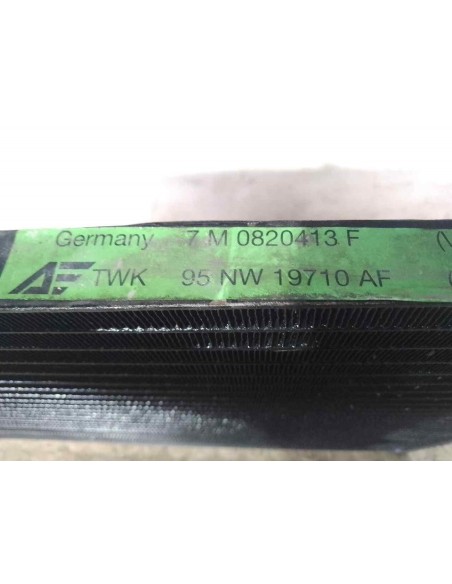 Germany 7 M 0820413 F (V
AF TWK 95 NW 19710 AF (